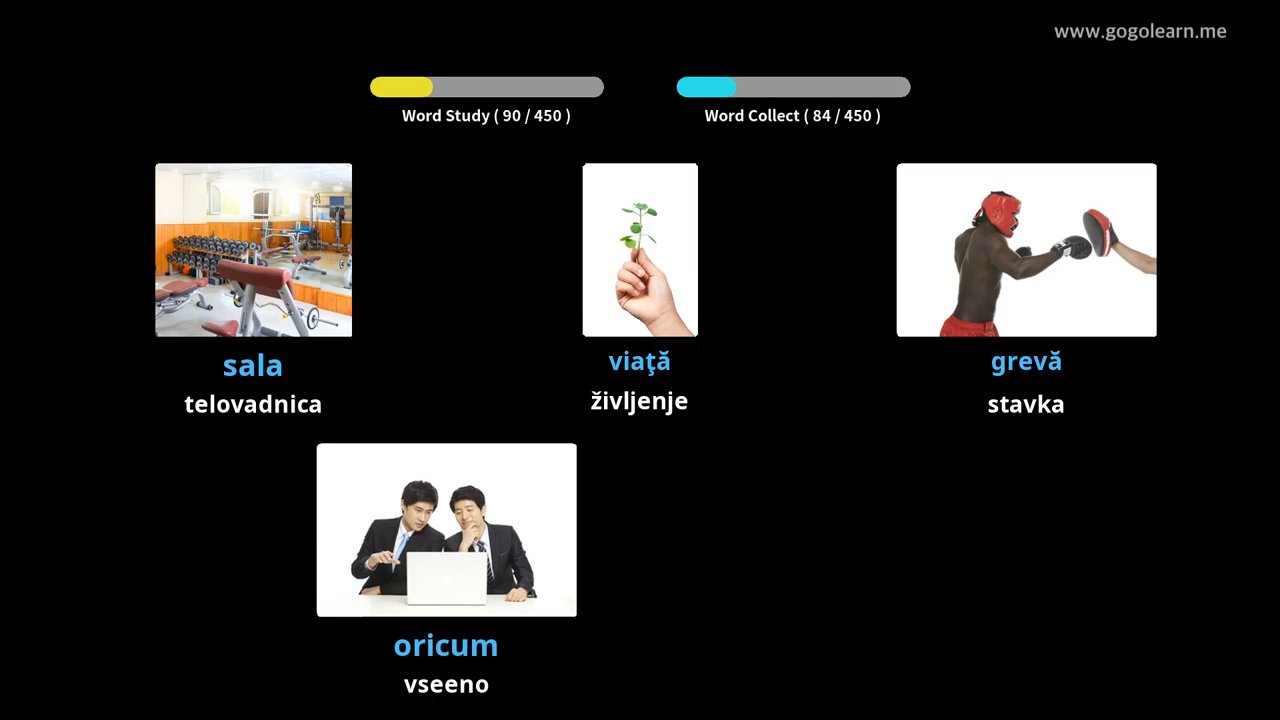 www.gogolearn.me
Word Study ( 90 / 450 )
Word Collect ( 84 / 450 )
sala
telovadnica
viaţă
življenje
grevă
stavka
oricum
vseeno